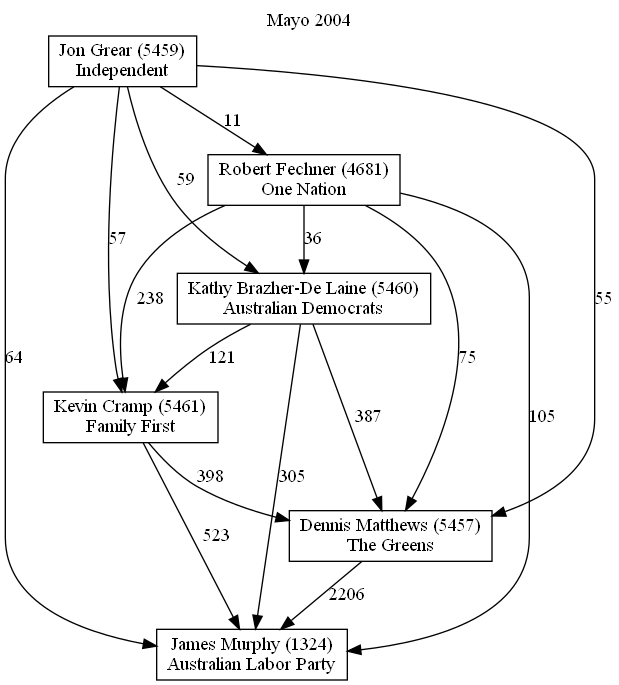 Mayo 2004
Jon Grear (5459)
Independent
11
Robert Fechner (4681)
One Nation
59
36
57
238
Kathy Brazher-De Laine (5460)
Australian Democrats
55
64
121
75
Kevin Cramp (5461)
Family First
387
105
398
305
523
Dennis Matthews (5457)
The Greens
2206
James Murphy (1324)
Australian Labor Party